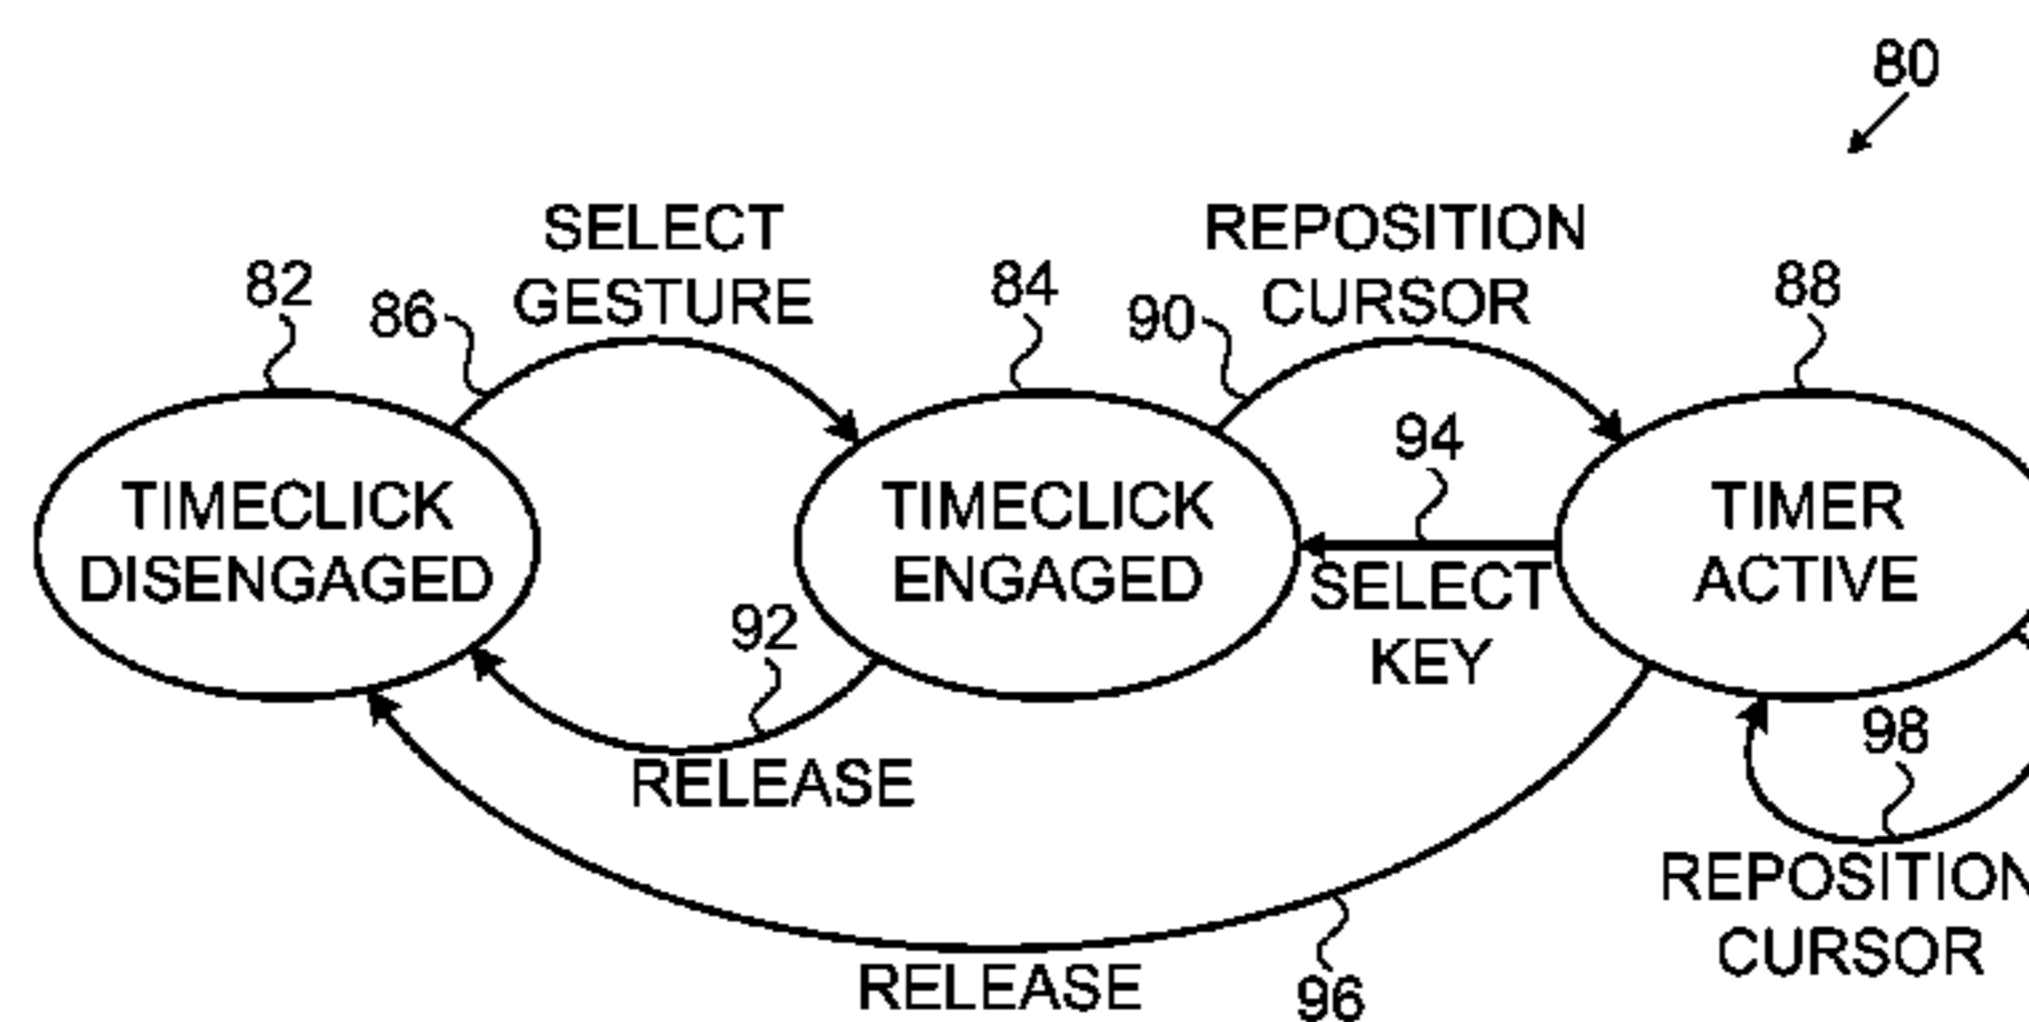 80
SELECT
GESTURE
REPOSITION
CURSOR
82
86
84
90
88
94
TIMECLICK
DISENGAGED
TIMECLICK
ENGAGED
SELECT
KEY
TIMER
ACTIVE
92
RELEASE
98
REPOSITION
CURSOR
RELEASE
96